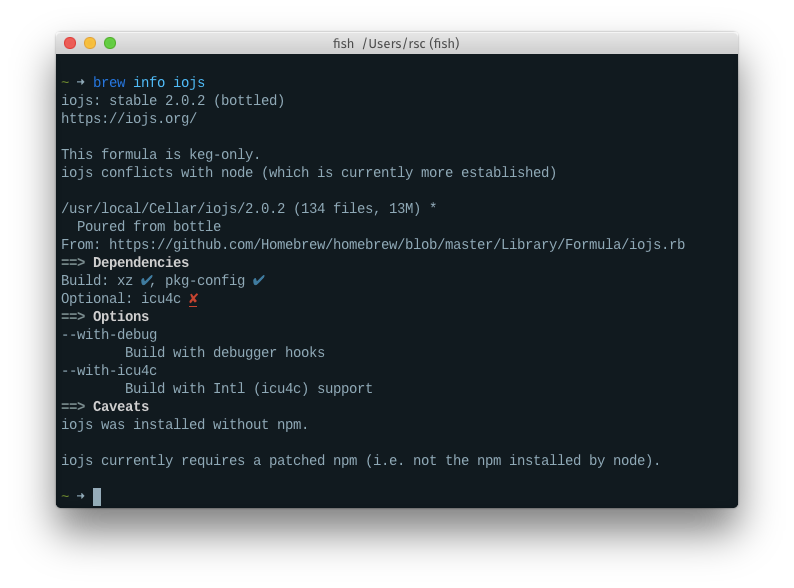 fish /Users/rsc (fish)
~ ➜ brew info iojs
iojs: stable 2.0.2 (bottled)
https://iojs.org/
This formula is keg-only.
iojs conflicts with node (which is currently more established)
/usr/local/Cellar/iojs/2.0.2 (134 files, 13M) *
Poured from bottle
From: https://github.com/Homebrew/homebrew/blob/master/Library/Formula/iojs.rb
==> Dependencies
Build: xz ✔, pkg-config ✔
Optional: icu4c ✘
==> Options
--with-debug
Build with debugger hooks
--with-icu4c
Build with Intl (icu4c) support
==> Caveats
iojs was installed without npm.
iojs currently requires a patched npm (i.e. not the npm installed by node).
~ ➜